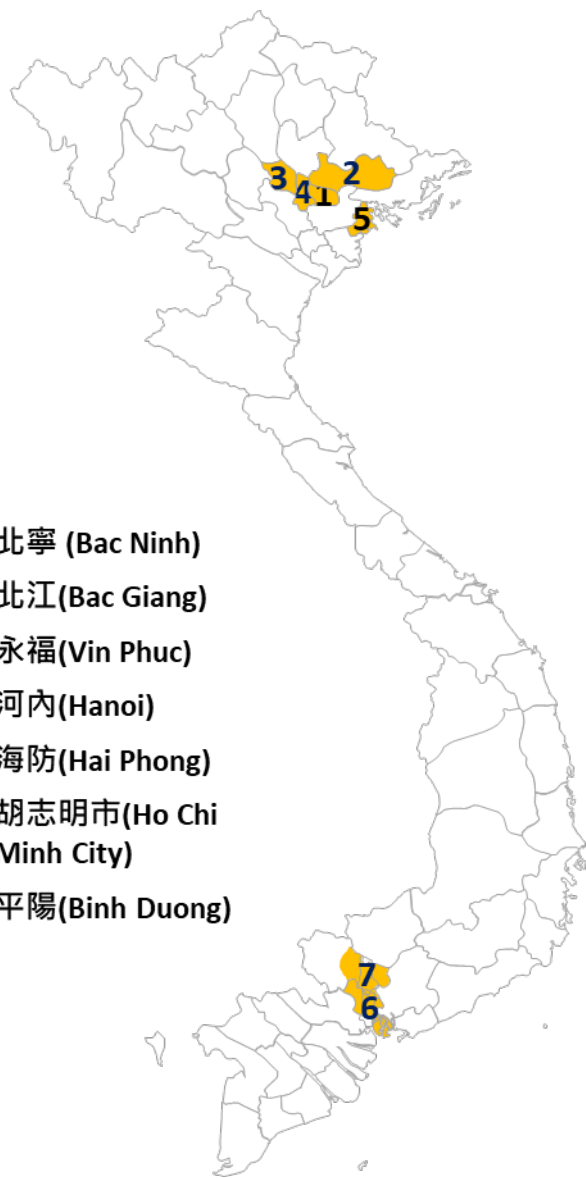 3
2
4
1
5
北寧 (Bac Ninh)
北江(Bac Giang)
永福(Vin Phuc)
河內(Hanoi)
海防(Hai Phong)
胡志明市(Ho Chi
Minh City)
平陽(Binh Duong)
7
6